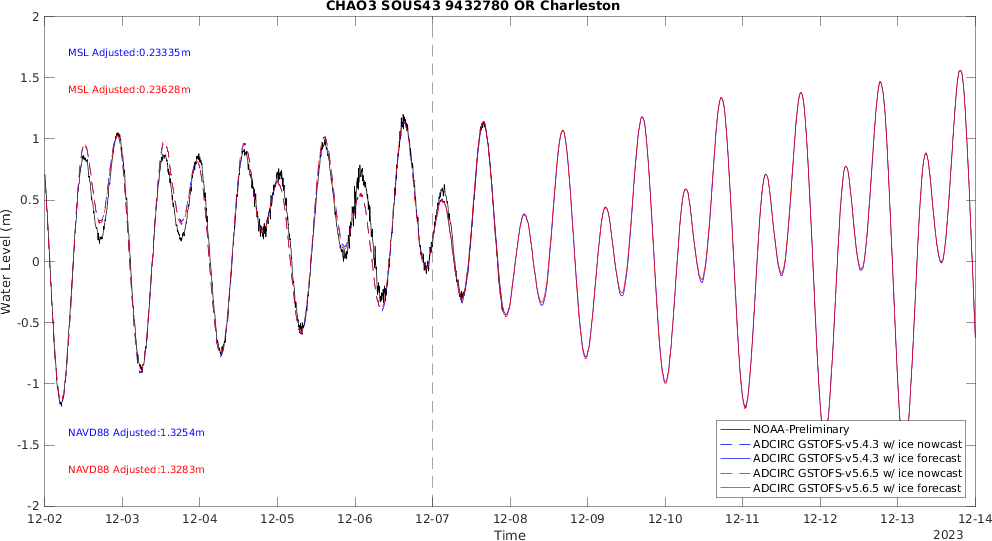 CHAO3 SOUS43 9432780 OR Charleston
2
1.5
1
0.5
0
-0.5
-1
-1.5
-2
Water Level (m)
MSL Adjusted:0.23335m
MSL Adjusted:0.23628m
NAVD88 Adjusted:1.3254m
NAVD88 Adjusted:1.3283m
NOAA-Preliminary
ADCIRC GSTOFS-v5.4.3 w/ ice nowcast
ADCIRC GSTOFS-v5.4.3 w/ ice forecast
ADCIRC GSTOFS-v5.6.5 w/ ice nowcast
ADCIRC GSTOFS-v5.6.5 w/ ice forecast
12-02 12-03 12-04 12-05 12-06 12-07 12-08 12-09 12-10 12-11 12-12 12-13 12-14
Time
2023